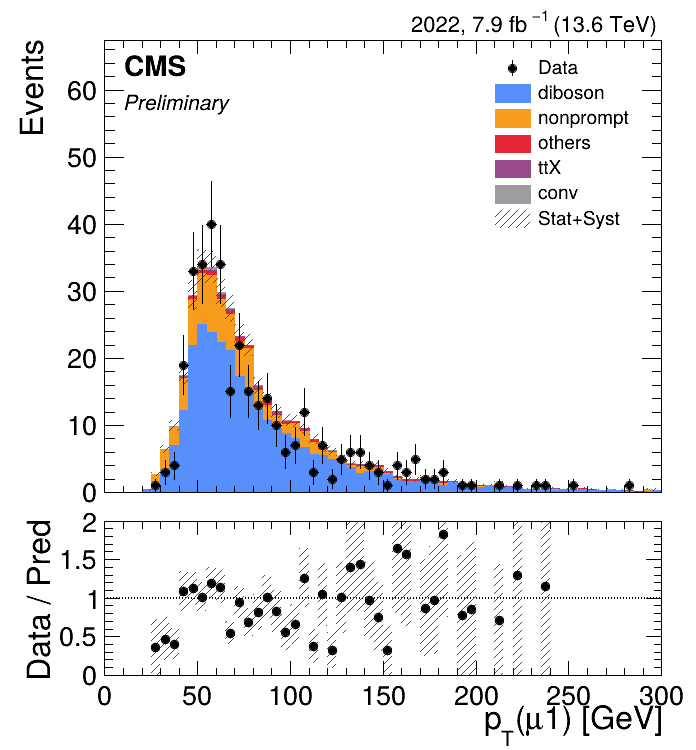 2022, 7.9 fb⁻¹ (13.6 TeV)
CMS
Preliminary
Data
diboson
nonprompt
others
ttX
conv
Stat+Syst
Events
60
50
40
30
20
10
0
Data / Pred
2
1.5
1
0.5
0
0 50 100 150 200 250 300
p_T(μ1) [GeV]